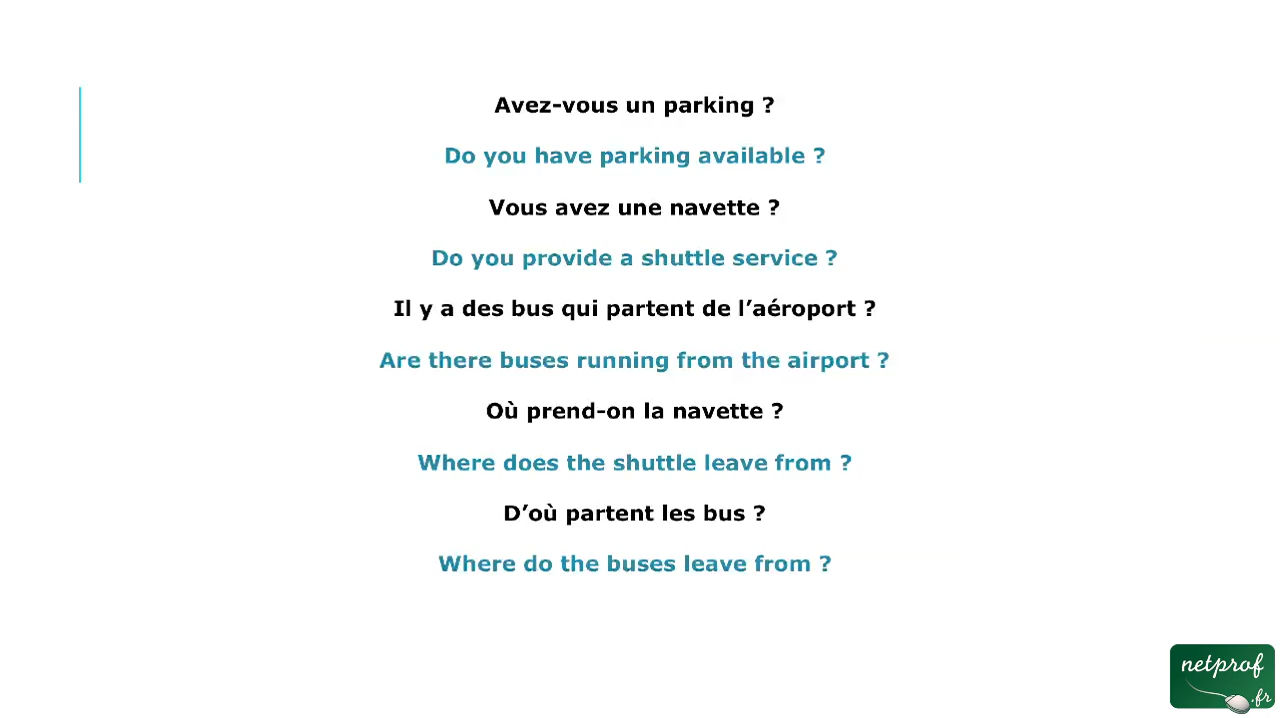 Avez-vous un parking ?
Do you have parking available ?
Vous avez une navette ?
Do you provide a shuttle service ?
Il y a des bus qui partent de l’aéroport ?
Are there buses running from the airport ?
Où prend-on la navette ?
Where does the shuttle leave from ?
D’où partent les bus ?
Where do the buses leave from ?
netprof
.fr